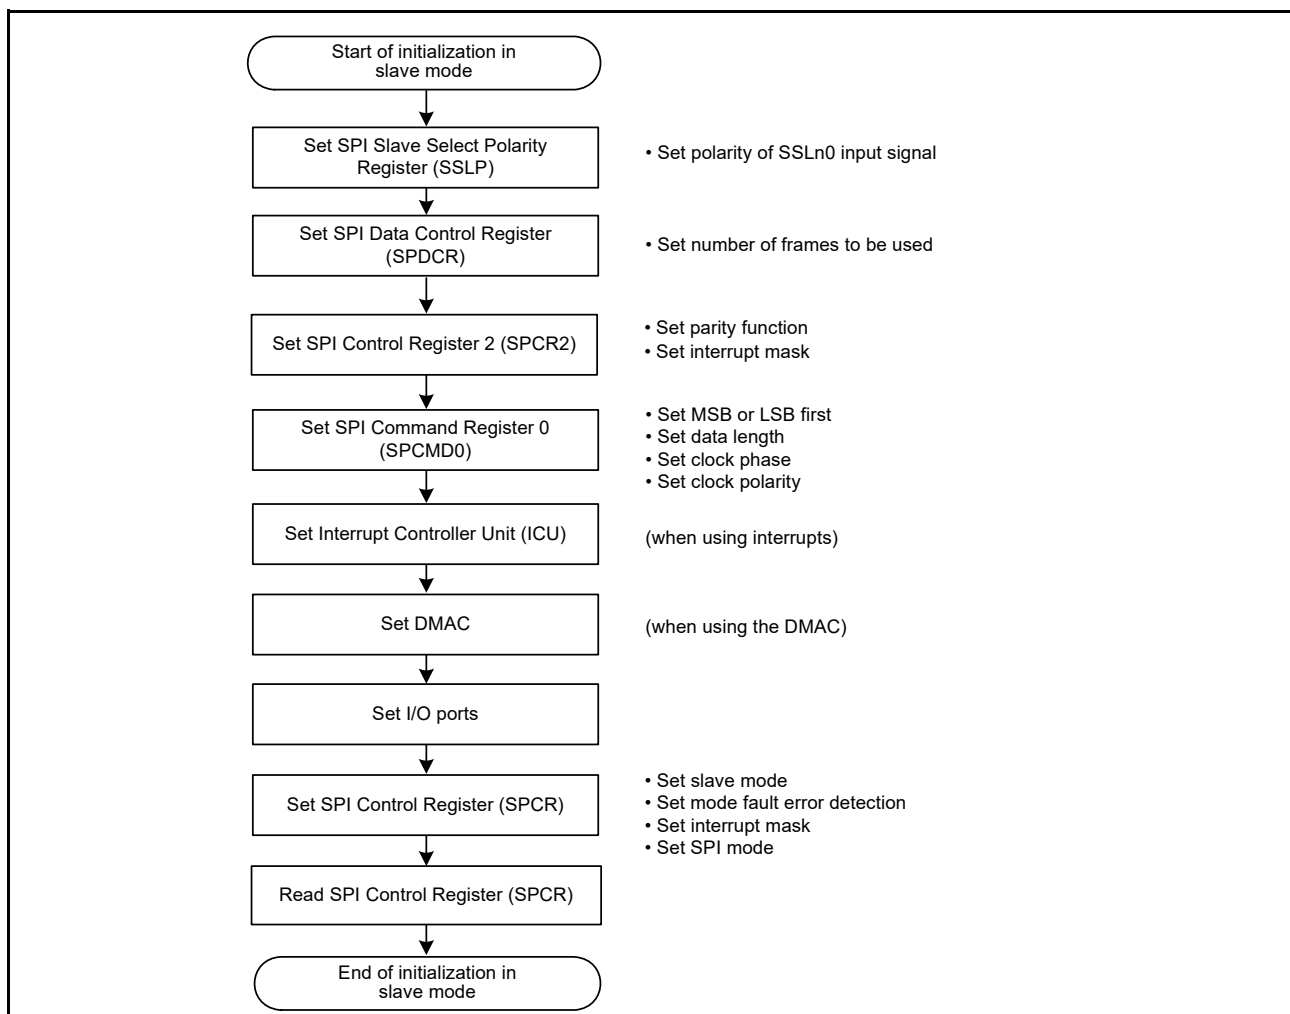 Start of initialization in
slave mode
Set SPI Slave Select Polarity
Register (SSLP)
• Set polarity of SSLn0 input signal
Set SPI Data Control Register
(SPDCR)
• Set number of frames to be used
Set SPI Control Register 2 (SPCR2)
• Set parity function
• Set interrupt mask
Set SPI Command Register 0
(SPCMD0)
• Set MSB or LSB first
• Set data length
• Set clock phase
• Set clock polarity
Set Interrupt Controller Unit (ICU)
(when using interrupts)
Set DMAC
(when using the DMAC)
Set I/O ports
Set SPI Control Register (SPCR)
• Set slave mode
• Set mode fault error detection
• Set interrupt mask
• Set SPI mode
Read SPI Control Register (SPCR)
End of initialization in
slave mode